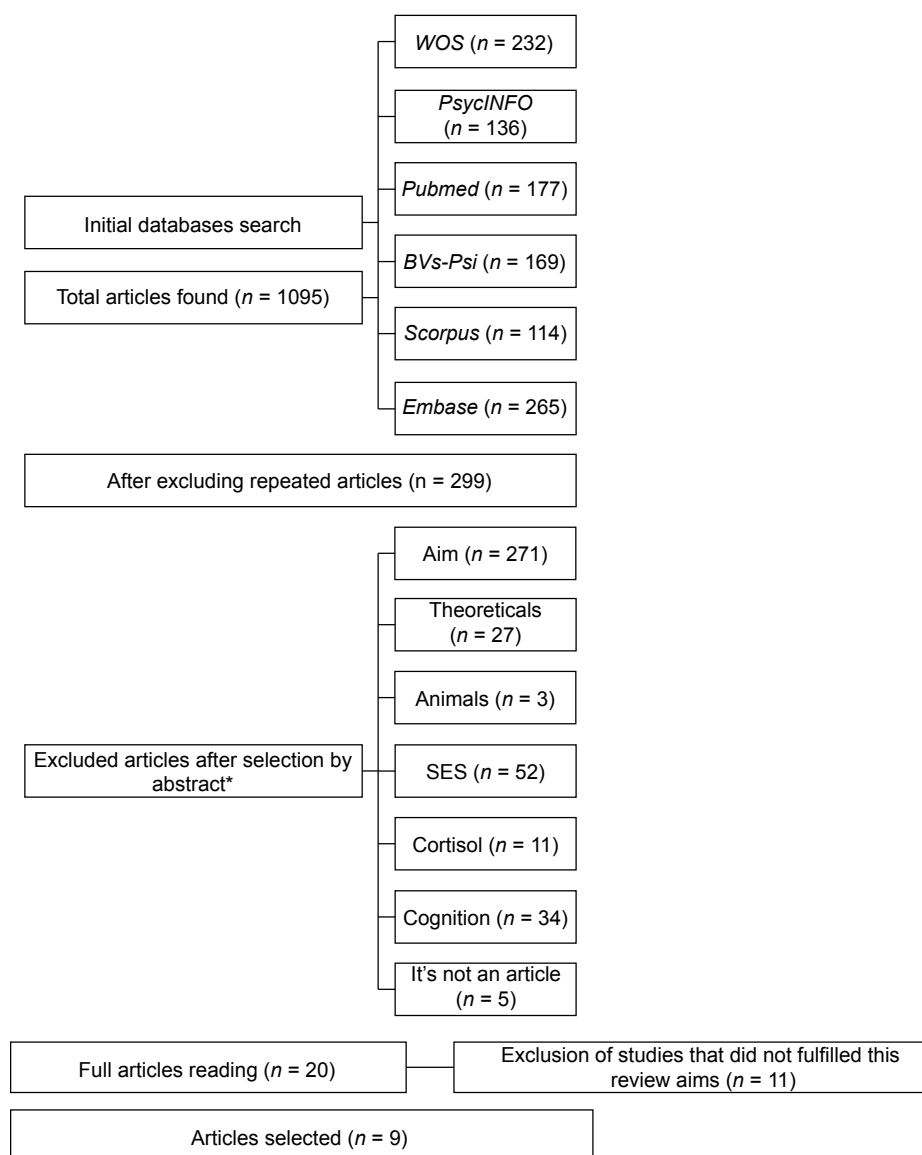 WOS (n = 232)
PsycINFO
(n = 136)
Pubmed (n = 177)
Initial databases search
BVs-Psi (n = 169)
Total articles found (n = 1095)
Scorpus (n = 114)
Embase (n = 265)
After excluding repeated articles (n = 299)
Aim (n = 271)
Theoreticals
(n = 27)
Animals (n = 3)
Excluded articles after selection by
abstract*
SES (n = 52)
Cortisol (n = 11)
Cognition (n = 34)
It's not an article
(n = 5)
Full articles reading (n = 20)
Exclusion of studies that did not fulfilled this
review aims (n = 11)
Articles selected (n = 9)